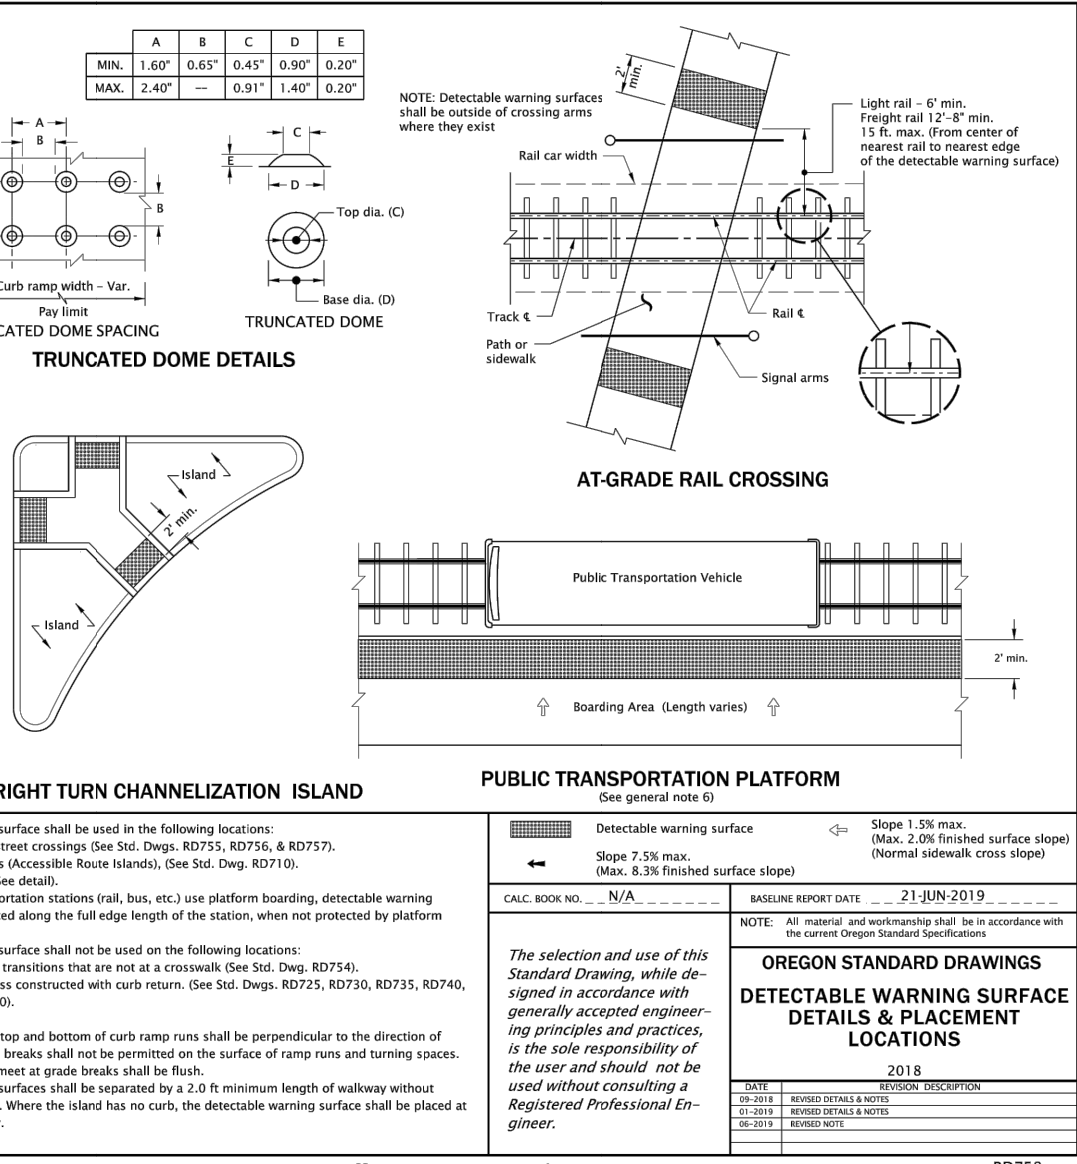 A B C D E
MIN. 1.60" 0.65" 0.45" 0.90" 0.20"
MAX. 2.40" -- 0.91" 1.40" 0.20"
A
B
B
Curb ramp width - Var.
Pay limit
CATED DOME SPACING
C
E
D
Top dia. (C)
Base dia. (D)
TRUNCATED DOME
TRUNCATED DOME DETAILS
2'
min.
NOTE: Detectable warning surfaces
shall be outside of crossing arms
where they exist
Rail car width
Light rail - 6' min.
Freight rail 12'-8" min.
15 ft. max. (From center of
nearest rail to nearest edge
of the detectable warning surface)
Track ℄
Rail ℄
Path or
sidewalk
Signal arms
AT-GRADE RAIL CROSSING
Island
2' min.
Island
RIGHT TURN CHANNELIZATION ISLAND
Public Transportation Vehicle
2' min.
Boarding Area (Length varies)
PUBLIC TRANSPORTATION PLATFORM
(See general note 6)
surface shall be used in the following locations:
treet crossings (See Std. Dwgs. RD755, RD756, & RD757).
s (Accessible Route Islands), (See Std. Dwg. RD710).
See detail).
ortation stations (rail, bus, etc.) use platform boarding, detectable warning
ced along the full edge length of the station, when not protected by platform
surface shall not be used on the following locations:
transitions that are not at a crosswalk (See Std. Dwg. RD754).
ss constructed with curb return. (See Std. Dwgs. RD725, RD730, RD735, RD740,
0).
top and bottom of curb ramp runs shall be perpendicular to the direction of
breaks shall not be permitted on the surface of ramp runs and turning spaces.
meet at grade breaks shall be flush.
surfaces shall be separated by a 2.0 ft minimum length of walkway without
. Where the island has no curb, the detectable warning surface shall be placed at
Detectable warning surface
Slope 7.5% max.
(Max. 8.3% finished surface slope)
Slope 1.5% max.
(Max. 2.0% finished surface slope)
(Normal sidewalk cross slope)
CALC. BOOK NO. N/A
BASELINE REPORT DATE 21-JUN-2019
The selection and use of this
Standard Drawing, while de-
signed in accordance with
generally accepted engineer-
ing principles and practices,
is the sole responsibility of
the user and should not be
used without consulting a
Registered Professional En-
gineer.
NOTE: All material and workmanship shall be in accordance with
the current Oregon Standard Specifications
OREGON STANDARD DRAWINGS
DETECTABLE WARNING SURFACE
DETAILS & PLACEMENT
LOCATIONS
2018
DATE REVISION DESCRIPTION
09-2018 REVISED DETAILS & NOTES
01-2019 REVISED DETAILS & NOTES
06-2019 REVISED NOTE